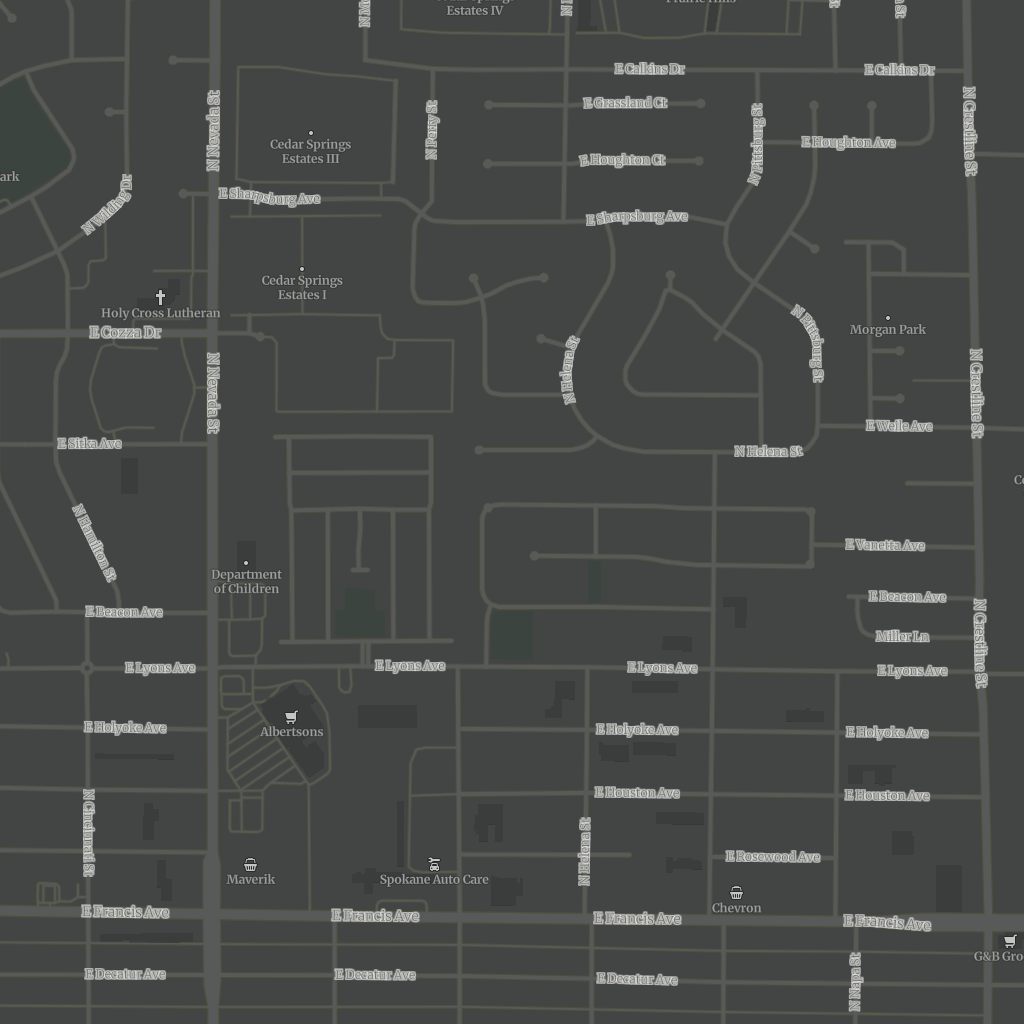 Estates IV
N Nevada St
E Calkins Dr
E Calkins Dr
E Grassland Ct
N Perry St
N Pittsburg St
N Crestline St
E Houghton Ave
Cedar Springs
Estates III
E Houghton Ct
ark
N Wilding Dr
E Sharpsburg Ave
E Sharpsburg Ave
Cedar Springs
Estates I
Holy Cross Lutheran
E Cozza Dr
Morgan Park
N Pittsburg St
N Helena St
N Nevada St
N Crestline St
E Welle Ave
E Sitka Ave
N Helena St
N Hamilton St
E Vanetta Ave
Department
of Children
E Beacon Ave
E Beacon Ave
Miller Ln
N Crestline St
E Lyons Ave
E Lyons Ave
E Lyons Ave
E Lyons Ave
Albertsons
E Holyoke Ave
E Holyoke Ave
E Holyoke Ave
E Houston Ave
E Houston Ave
N Cincinnati St
N Helena St
E Rosewood Ave
Maverik
Spokane Auto Care
Chevron
E Francis Ave
E Francis Ave
E Francis Ave
E Francis Ave
G&B Gro
E Decatur Ave
E Decatur Ave
E Decatur Ave
N Napa St